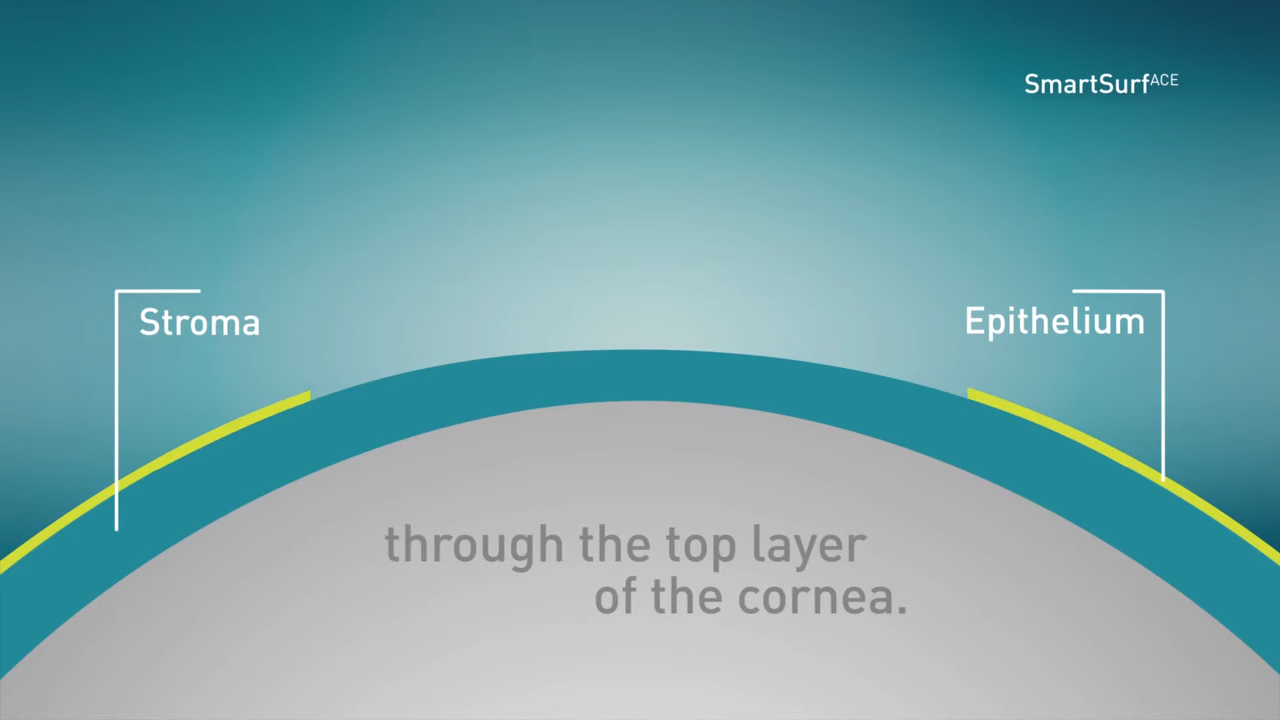 SmartSurfACE
Stroma
Epithelium
through the top layer
of the cornea.